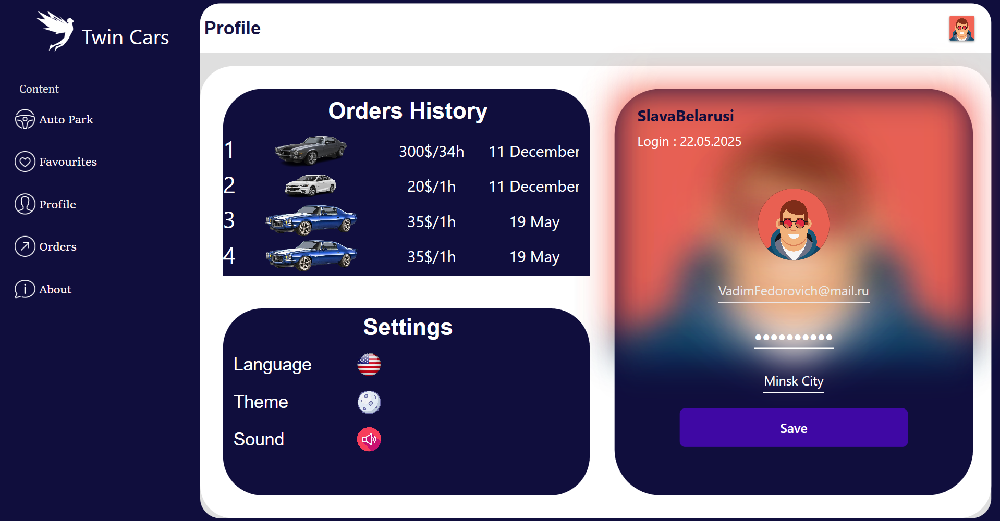 Twin Cars
Content
Auto Park
Favourites
Profile
Orders
About
Profile
Orders History
1 300$/34h 11 December
2 20$/1h 11 December
3 35$/1h 19 May
4 35$/1h 19 May
Settings
Language
Theme
Sound
SlavaBelarusi
Login : 22.05.2025
VadimFedorovich@mail.ru
••••••••••
Minsk City
Save